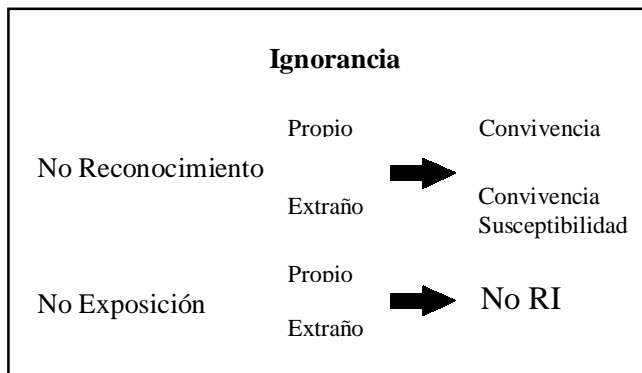 Ignorancia
Propio
Convivencia
No Reconocimiento
Extraño
Convivencia
Susceptibilidad
Propio
No Exposición
No RI
Extraño